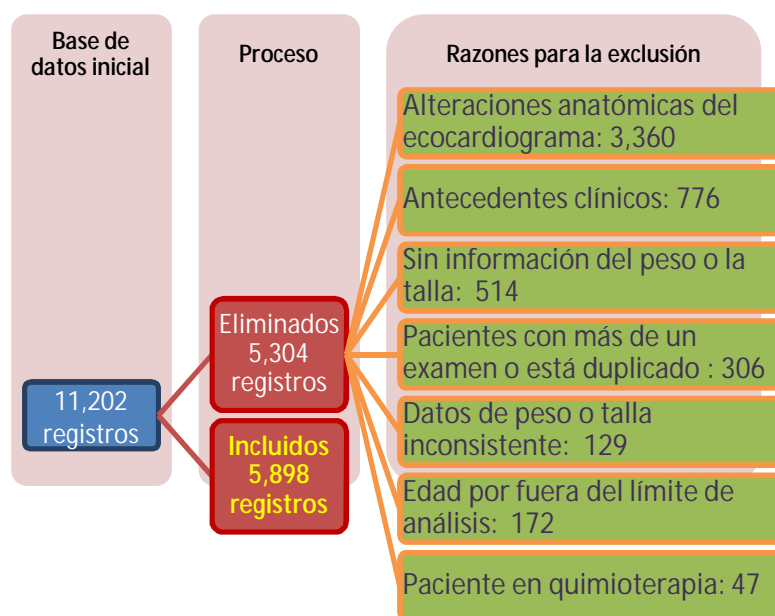 Base de
datos inicial
Proceso
Razones para la exclusión
11,202
registros
Eliminados
5,304
registros
Incluidos
5,898
registros
Alteraciones anatómicas del
ecocardiograma: 3,360
Antecedentes clínicos: 776
Sin información del peso o la
talla:  514
Pacientes con más de un
examen o está duplicado : 306
Datos de peso o talla
inconsistente:  129
Edad por fuera del límite de
análisis:  172
Paciente en quimioterapia: 47